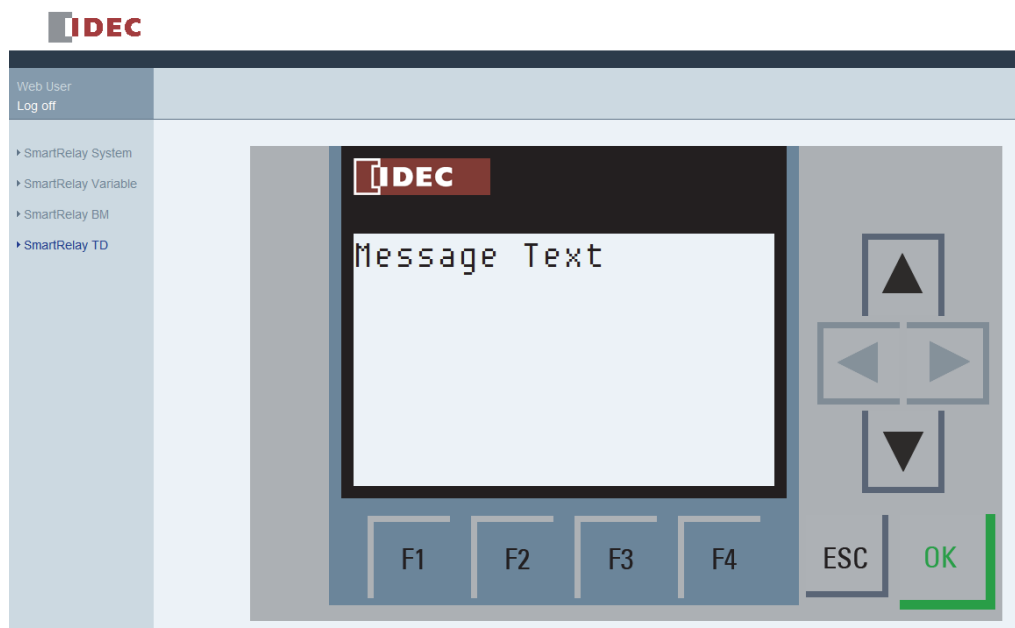 IDEC
Web User
Log off
SmartRelay System
SmartRelay Variable
SmartRelay BM
SmartRelay TD
IDEC
Message Text
F1 F2 F3 F4 ESC OK